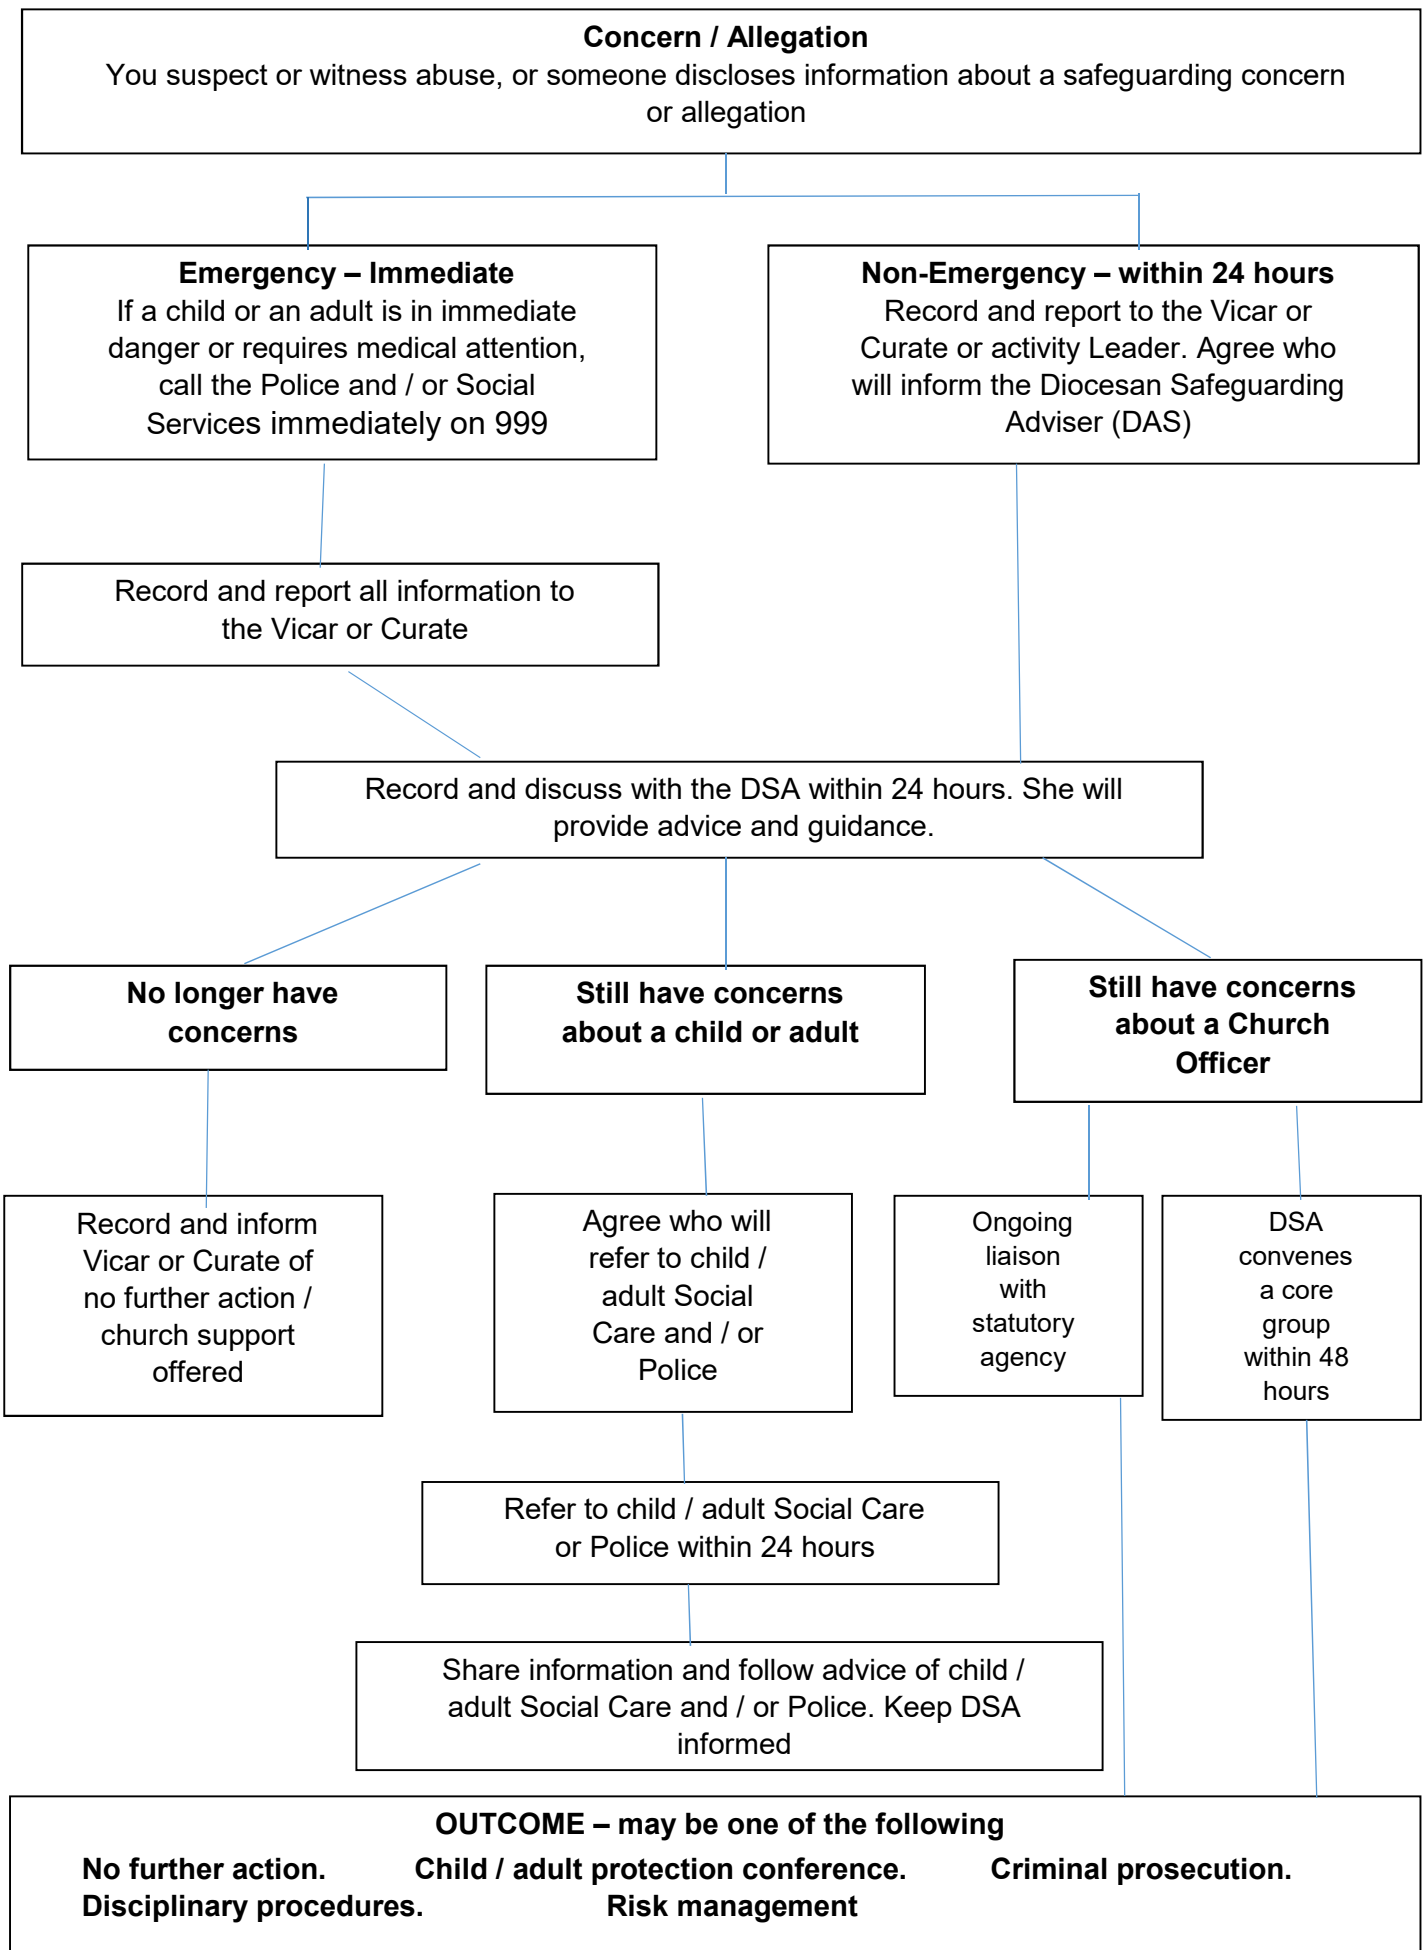 Concern / Allegation
You suspect or witness abuse, or someone discloses information about a safeguarding concern
or allegation
Emergency – Immediate
If a child or an adult is in immediate
danger or requires medical attention,
call the Police and / or Social
Services immediately on 999
Non-Emergency – within 24 hours
Record and report to the Vicar or
Curate or activity Leader. Agree who
will inform the Diocesan Safeguarding
Adviser (DAS)
Record and report all information to
the Vicar or Curate
Record and discuss with the DSA within 24 hours. She will
provide advice and guidance.
No longer have
concerns
Still have concerns
about a child or adult
Still have concerns
about a Church
Officer
Record and inform
Vicar or Curate of
no further action /
church support
offered
Agree who will
refer to child /
adult Social
Care and / or
Police
Ongoing
liaison
with
statutory
agency
DSA
convenes
a core
group
within 48
hours
Refer to child / adult Social Care
or Police within 24 hours
Share information and follow advice of child /
adult Social Care and / or Police. Keep DSA
informed
OUTCOME – may be one of the following
No further action. Child / adult protection conference. Criminal prosecution.
Disciplinary procedures. Risk management